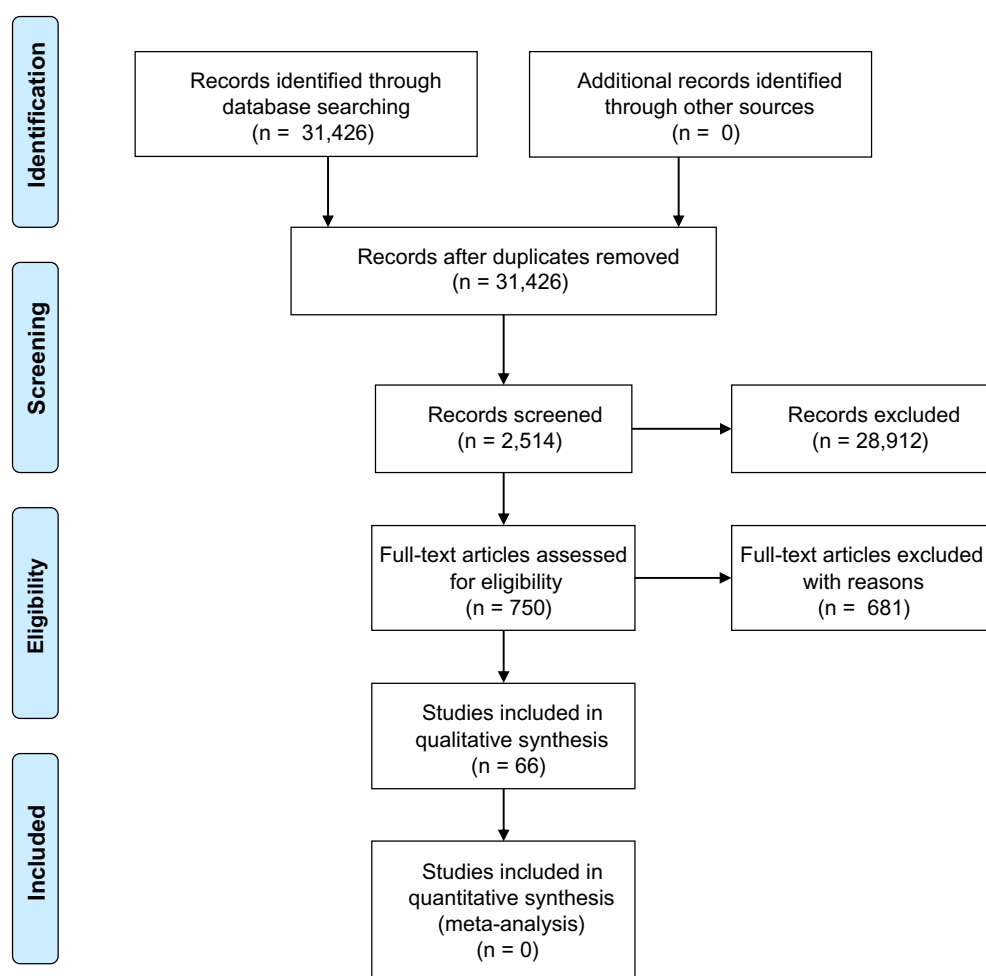 Identification
Records identified through
database searching
(n = 31,426)
Additional records identified
through other sources
(n = 0)
Records after duplicates removed
(n = 31,426)
Screening
Records screened
(n = 2,514)
Records excluded
(n = 28,912)
Eligibility
Full-text articles assessed
for eligibility
(n = 750)
Full-text articles excluded
with reasons
(n = 681)
Studies included in
qualitative synthesis
(n = 66)
Included
Studies included in
quantitative synthesis
(meta-analysis)
(n = 0)